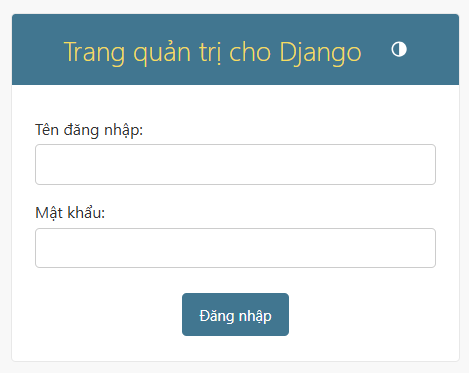 Trang quản trị cho Django
Tên đăng nhập:
Mật khẩu:
Đăng nhập